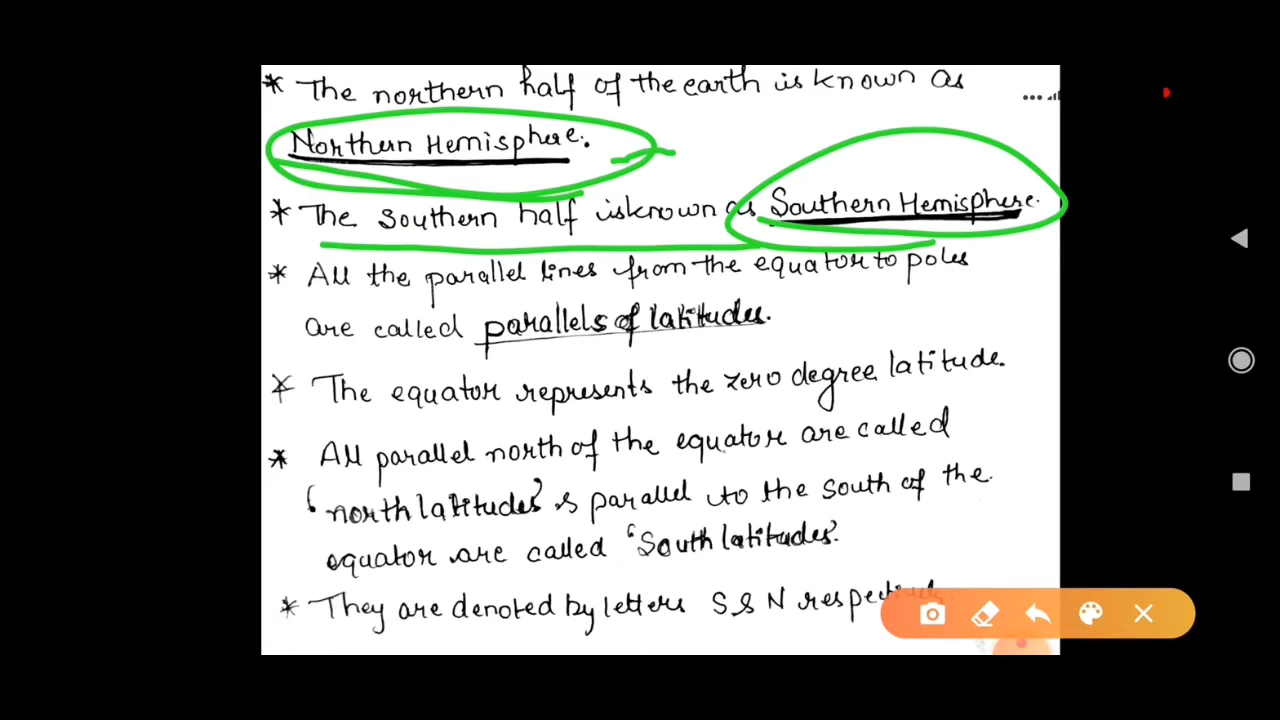 * The northern half of the earth is known as
Northern Hemisphere.
* The southern half is known as Southern Hemisphere.
* All the parallel lines from the equator to poles
are called parallels of latitudes.
* The equator represents the zero degree latitude.
* All parallel north of the equator are called
'north latitudes' & parallel to the south of the
equator are called 'South latitudes'.
* They are denoted by letters S & N